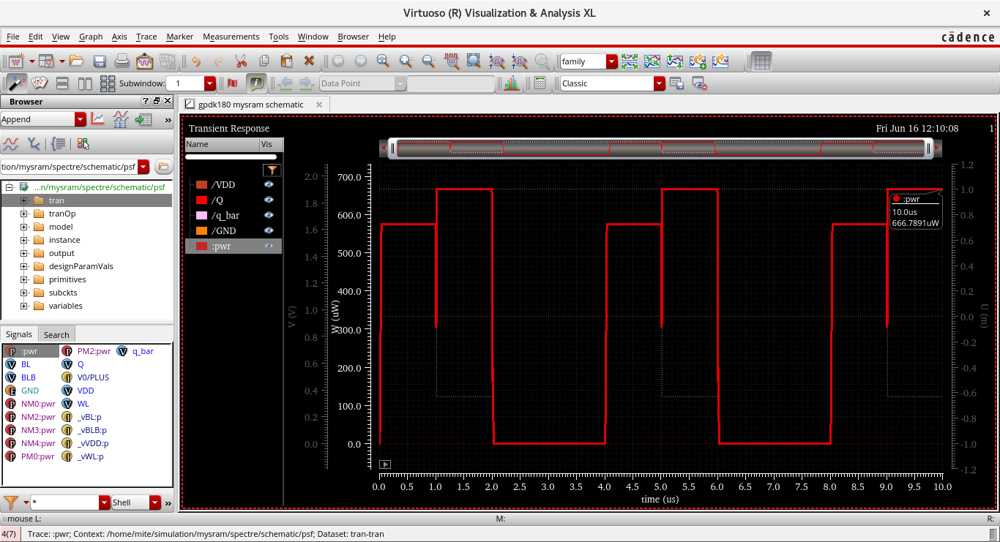 Virtuoso (R) Visualization & Analysis XL
File Edit View Graph Axis Trace Marker Measurements Tools Window Browser Help
cādence
family
Subwindow: 1
Data Point
Classic
Browser
gpdk180 mysram schematic
Append
»
tion/mysram/spectre/schematic/psf
...n/mysram/spectre/schematic/psf
tran
tranOp
model
instance
output
designParamVals
primitives
subckts
variables
Signals Search
:pwr PM2:pwr q_bar
BL Q
BLB V0/PLUS
GND VDD
NM0:pwr WL
NM2:pwr _vBL:p
NM3:pwr _vBLB:p
NM4:pwr _vVDD:p
PM0:pwr _vWL:p
* Shell »
Transient Response
Fri Jun 16 12:10:08 1
Name Vis
/VDD
/Q
/q_bar
/GND
:pwr
V (V)
2.0
1.8
1.6
1.4
1.2
1.0
0.8
0.6
0.4
0.2
0.0
W (uW)
700.0
600.0
500.0
400.0
300.0
200.0
100.0
0.0
:pwr
10.0us
666.7891uW
1.2
1.0
0.8
0.6
0.4
0.2
0.0
-0.2
-0.4
-0.6
-0.8
-1.0
-1.2
U (m)
0.0 0.5 1.0 1.5 2.0 2.5 3.0 3.5 4.0 4.5 5.0 5.5 6.0 6.5 7.0 7.5 8.0 8.5 9.0 9.5 10.0
time (us)
mouse L: M: R:
4(7) Trace: :pwr; Context: /home/mite/simulation/mysram/spectre/schematic/psf; Dataset: tran-tran